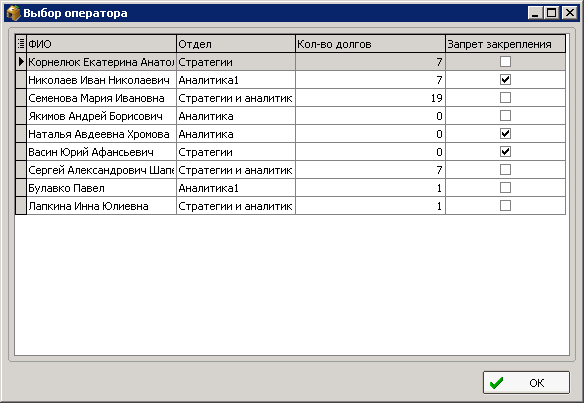 Выбор оператора
ФИО Отдел Кол-во долгов Запрет закрепления
Корнелюк Екатерина Анатол Стратегии 7
Николаев Иван Николаевич Аналитика1 7
Семенова Мария Ивановна Стратегии и аналитик 19
Якимов Андрей Борисович Аналитика 0
Наталья Авдеевна Хромова Аналитика 0
Васин Юрий Афансьевич Стратегии 0
Сергей Александрович Шапе Стратегии и аналитик 7
Булавко Павел Аналитика1 1
Лапкина Инна Юлиевна Стратегии и аналитик 1
OK